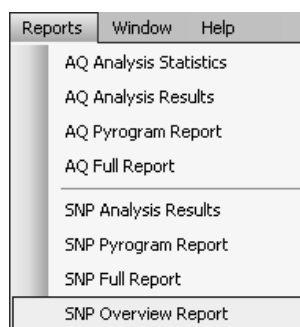 Reports Window Help
AQ Analysis Statistics
AQ Analysis Results
AQ Pyrogram Report
AQ Full Report
SNP Analysis Results
SNP Pyrogram Report
SNP Full Report
SNP Overview Report